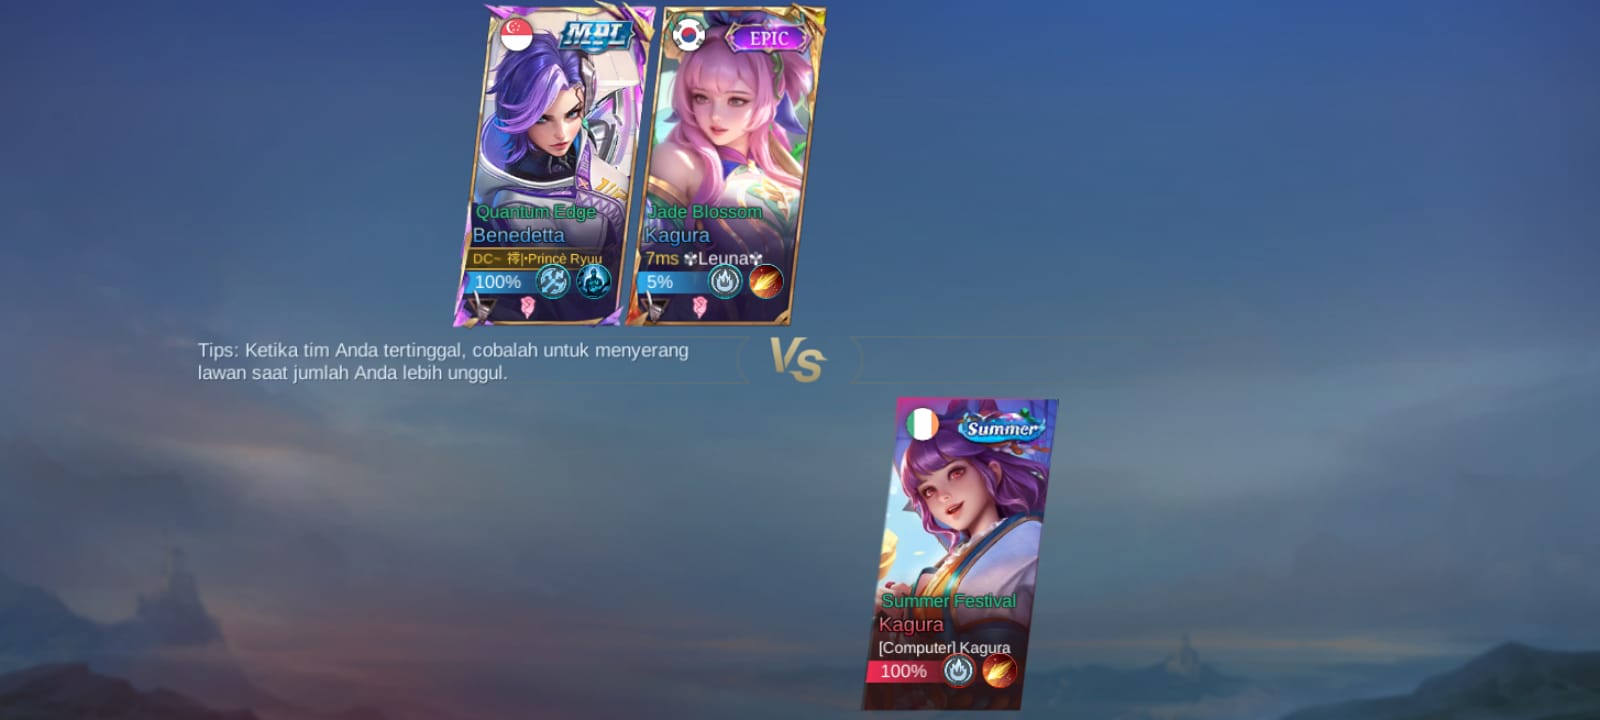 MPL
Quantum Edge
Benedetta
DC~ 樗|•Princè Ryuu
100%
EPIC
Jade Blossom
Kagura
7ms ✾Leuna✾
5%
Tips: Ketika tim Anda tertinggal, cobalah untuk menyerang
lawan saat jumlah Anda lebih unggul.
VS
Summer
Summer Festival
Kagura
[Computer] Kagura
100%